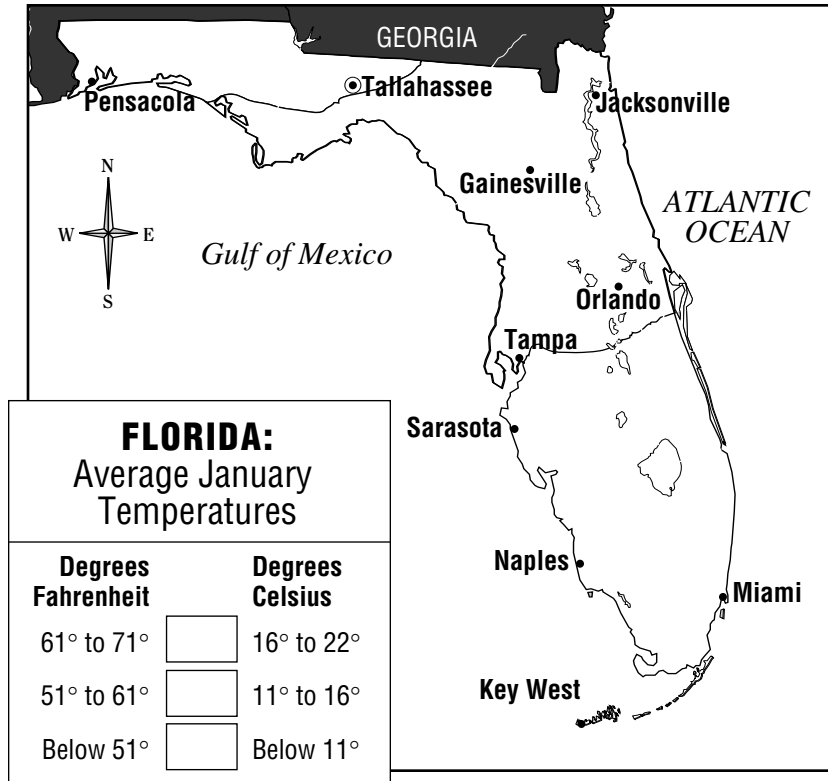 GEORGIA
Tallahassee
Pensacola
Jacksonville
Gainesville
N
W E
S
Gulf of Mexico
ATLANTIC
OCEAN
Orlando
Tampa
Sarasota
Naples
Miami
Key West
FLORIDA:
Average January
Temperatures
Degrees
Fahrenheit
Degrees
Celsius
61° to 71° 16° to 22°
51° to 61° 11° to 16°
Below 51° Below 11°